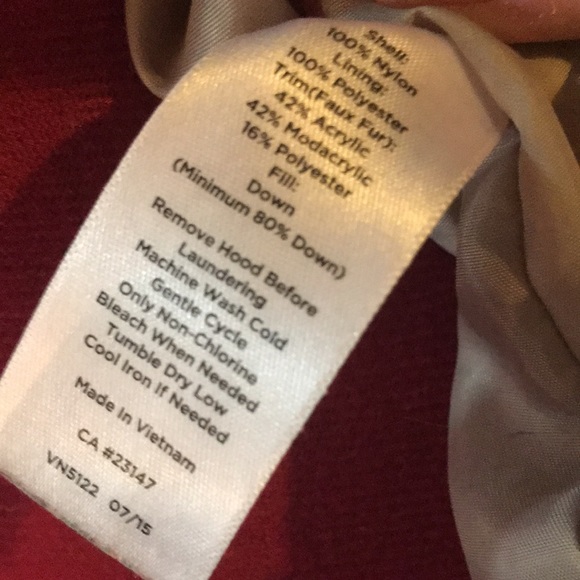 Shell:
100% Nylon
Lining:
100% Polyester
Trim(Faux Fur):
42% Acrylic
42% Modacrylic
16% Polyester
Fill:
Down
(Minimum 80% Down)
Remove Hood Before
Laundering
Machine Wash Cold
Gentle Cycle
Only Non-Chlorine
Bleach When Needed
Tumble Dry Low
Cool Iron If Needed
Made In Vietnam
CA #23147
VN5122 07/15